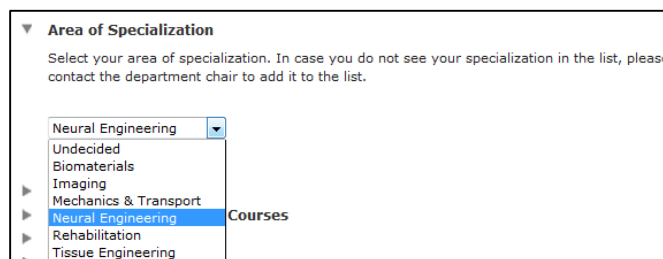 Area of Specialization
Select your area of specialization. In case you do not see your specialization in the list, please
contact the department chair to add it to the list.
Neural Engineering
Undecided
Biomaterials
Imaging
Mechanics & Transport
Neural Engineering
Courses
Rehabilitation
Tissue Engineering